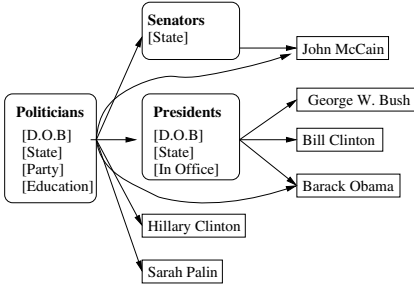 Senators
[State]
John McCain
Politicians
[D.O.B]
[State]
[Party]
[Education]
Presidents
[D.O.B]
[State]
[In Office]
George W. Bush
Bill Clinton
Barack Obama
Hillary Clinton
Sarah Palin